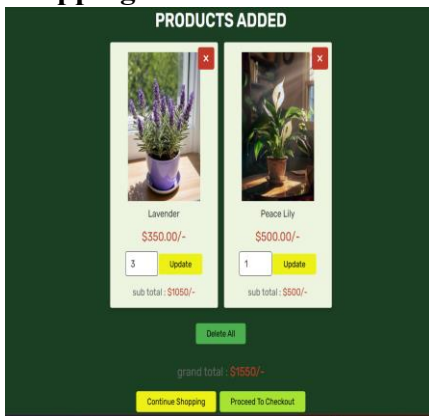 PRODUCTS ADDED
X
X
Lavender
Peace Lily
$350.00/-
$500.00/-
3 Update
1 Update
sub total : $1050/-
sub total : $500/-
Delete All
grand total : $1550/-
Continue Shopping
Proceed To Checkout